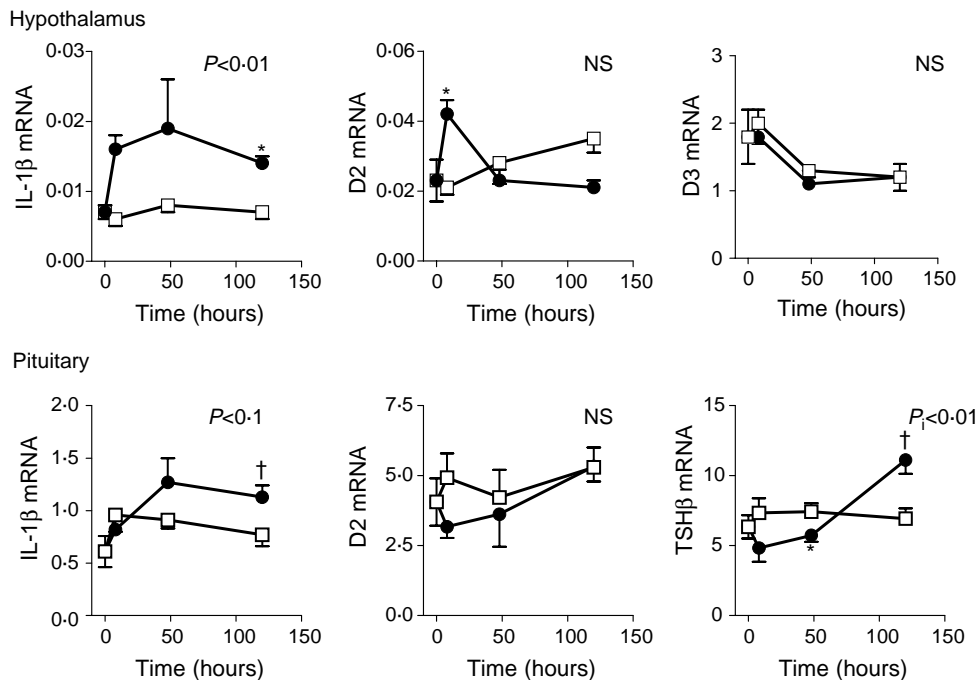 Hypothalamus
IL-1β mRNA
0·03
0·02
0·01
0·00
P<0·01
*
0 50 100 150
Time (hours)
D2 mRNA
0·06
0·04
0·02
0·00
NS
*
0 50 100 150
Time (hours)
D3 mRNA
3
2
1
0
NS
0 50 100 150
Time (hours)
Pituitary
IL-1β mRNA
2·0
1·5
1·0
0·5
0·0
P<0·1
†
0 50 100 150
Time (hours)
D2 mRNA
7·5
5·0
2·5
0·0
NS
0 50 100 150
Time (hours)
TSHβ mRNA
15
10
5
0
Pi<0·01
†
*
0 50 100 150
Time (hours)